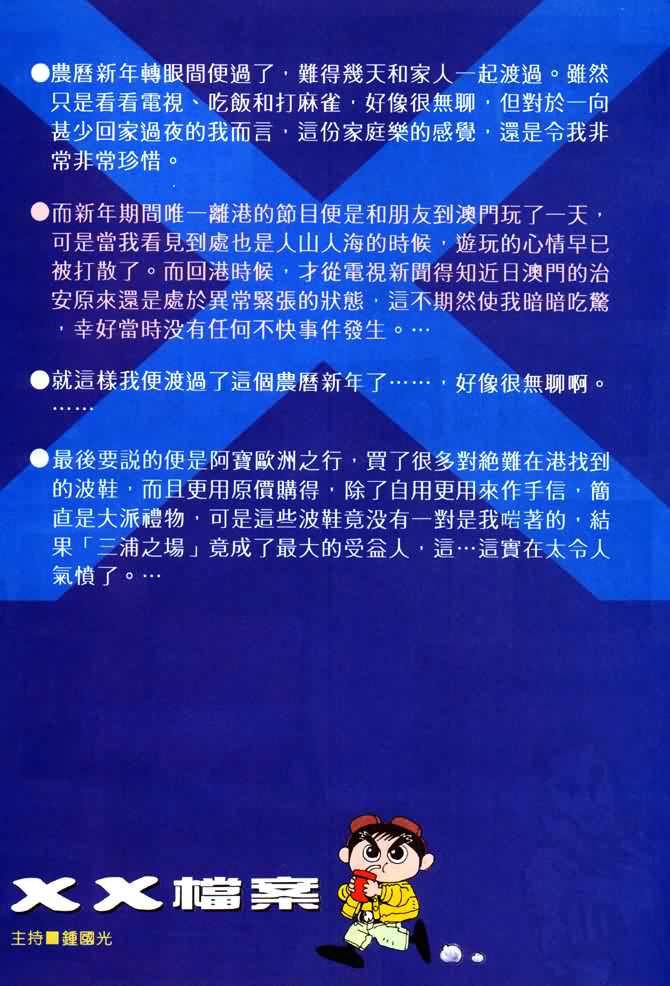 ●農曆新年轉眼間便過了，難得幾天和家人一起渡過。雖然
只是看看電視、吃飯和打麻雀，好像很無聊，但對於一向
甚少回家過夜的我而言，這份家庭樂的感覺，還是令我非
常非常珍惜。
●而新年期間唯一離港的節目便是和朋友到澳門玩了一天，
可是當我看見到處也是人山人海的時候，遊玩的心情早已
被打散了。而回港時候，才從電視新聞得知近日澳門的治
安原來還是處於異常緊張的狀態，這不期然使我暗暗吃驚
，幸好當時没有任何不快事件發生。…
●就這樣我便渡過了這個農曆新年了……，好像很無聊啊。
……
●最後要説的便是阿寶歐洲之行，買了很多對絕難在港找到
的波鞋，而且更用原價購得，除了自用更用來作手信，簡
直是大派禮物，可是這些波鞋竟没有一對是我啱著的，結
果「三浦之場」竟成了最大的受益人，這…這實在太令人
氣憤了。…
XX檔案
主持■鍾國光